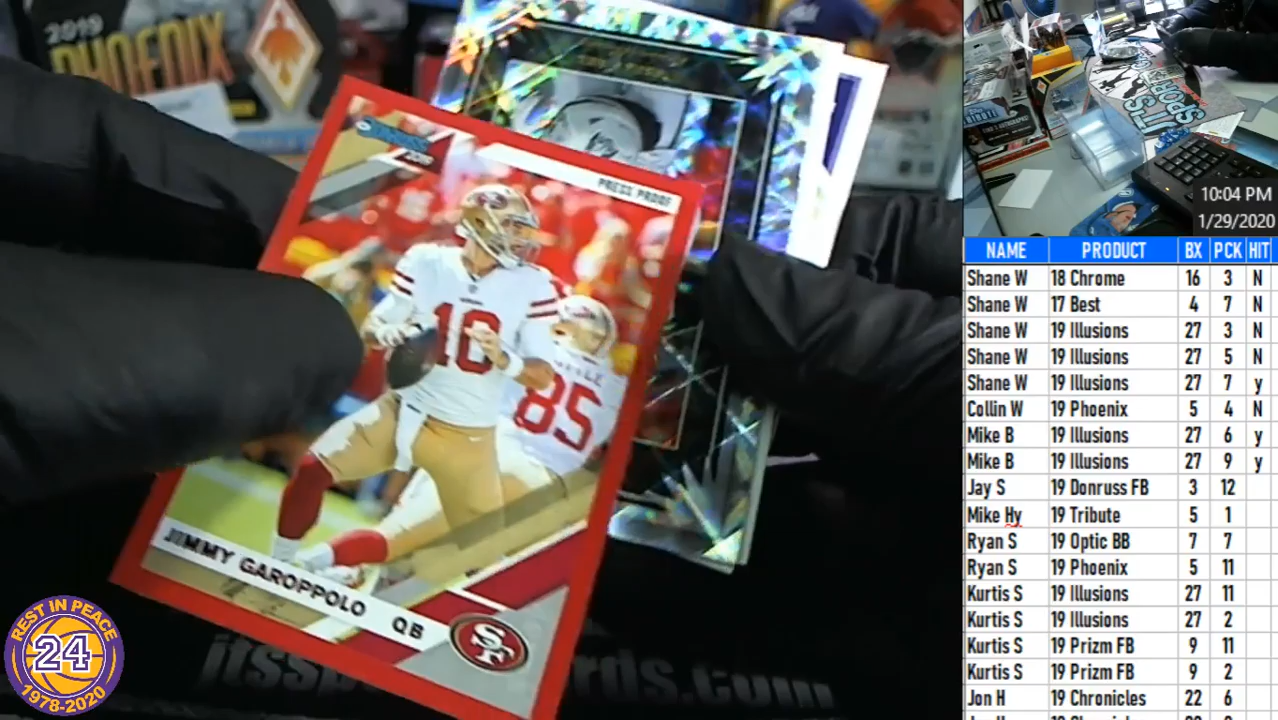 2019
PHOENIX
DONRUSS
2019
PRESS PROOF
10
85
JIMMY GAROPPOLO
QB
SF
REST IN PEACE
24
1978-2020
10:04 PM
1/29/2020
NAME PRODUCT BX PCK HIT
Shane W 18 Chrome 16 3 N
Shane W 17 Best 4 7 N
Shane W 19 Illusions 27 3 N
Shane W 19 Illusions 27 5 N
Shane W 19 Illusions 27 7 y
Collin W 19 Phoenix 5 4 N
Mike B 19 Illusions 27 6 y
Mike B 19 Illusions 27 9 y
Jay S 19 Donruss FB 3 12
Mike Hy 19 Tribute 5 1
Ryan S 19 Optic BB 7 7
Ryan S 19 Phoenix 5 11
Kurtis S 19 Illusions 27 11
Kurtis S 19 Illusions 27 2
Kurtis S 19 Prizm FB 9 11
Kurtis S 19 Prizm FB 9 2
Jon H 19 Chronicles 22 6